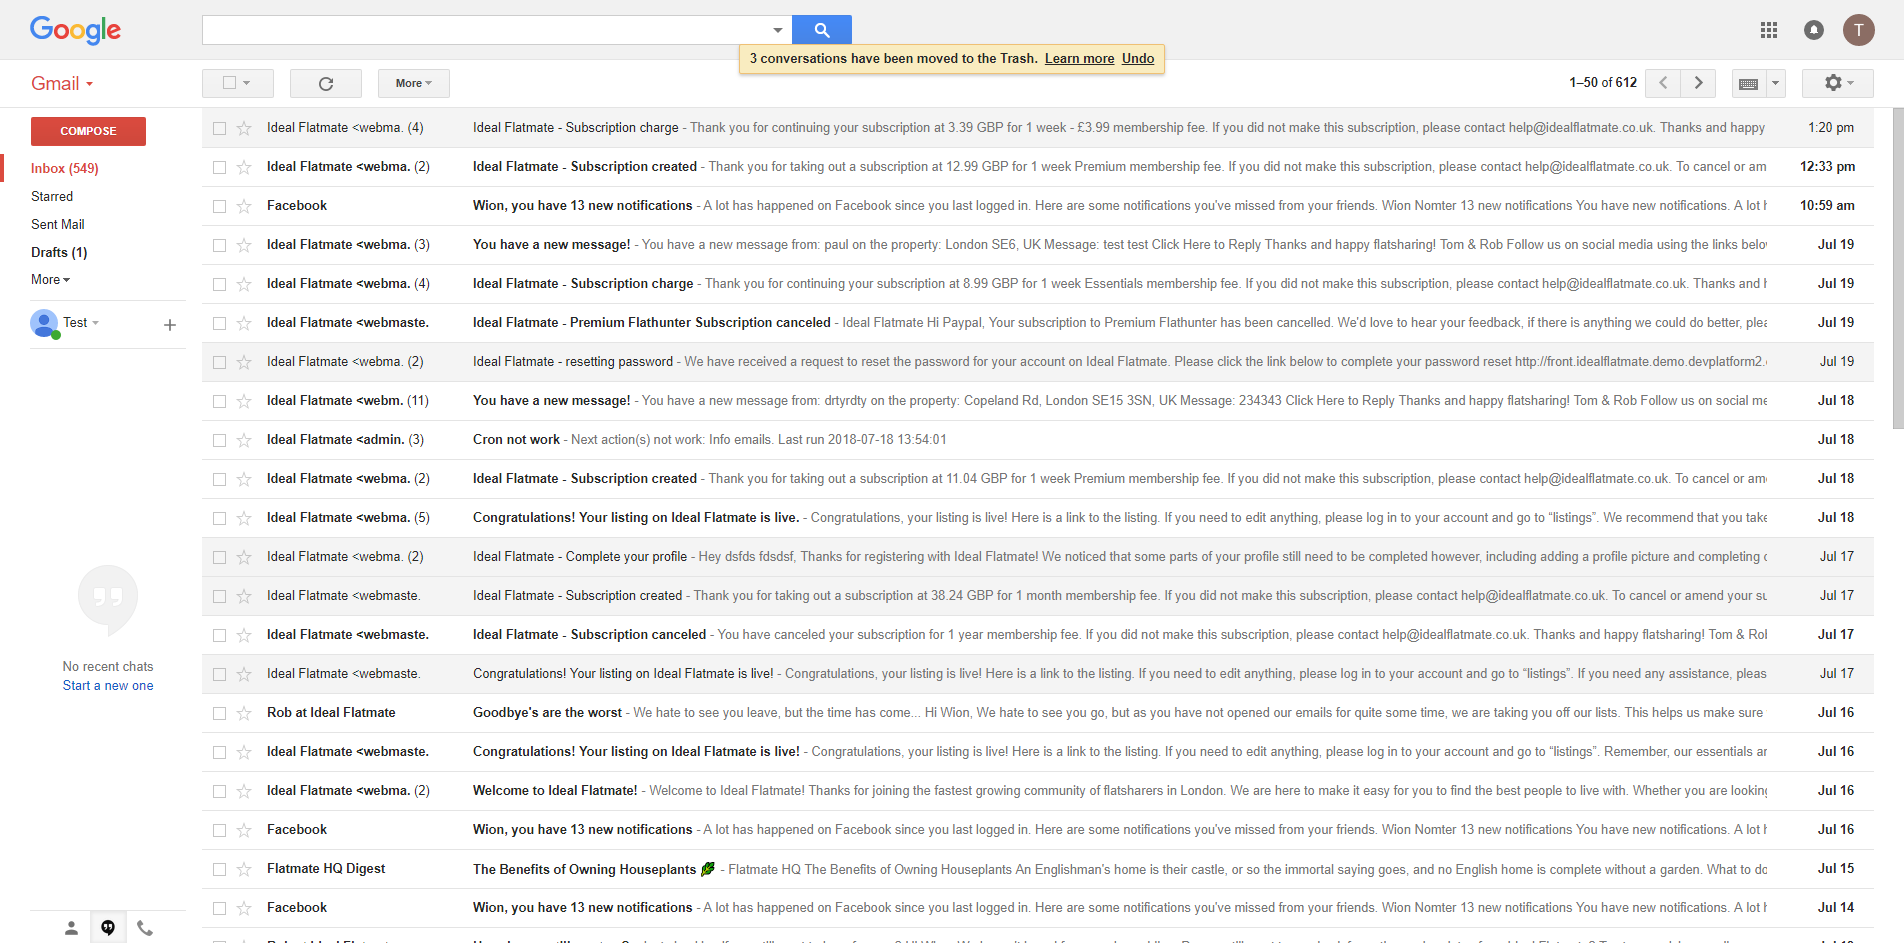 Google
3 conversations have been moved to the Trash. Learn more Undo
T
Gmail
More
1–50 of 612
COMPOSE
Inbox (549)
Starred
Sent Mail
Drafts (1)
More
Test
No recent chats
Start a new one
Ideal Flatmate <webma. (4) Ideal Flatmate - Subscription charge - Thank you for continuing your subscription at 3.39 GBP for 1 week - £3.99 membership fee. If you did not make this subscription, please contact help@idealflatmate.co.uk. Thanks and happy 1:20 pm
Ideal Flatmate <webma. (2) Ideal Flatmate - Subscription created - Thank you for taking out a subscription at 12.99 GBP for 1 week Premium membership fee. If you did not make this subscription, please contact help@idealflatmate.co.uk. To cancel or am 12:33 pm
Facebook Wion, you have 13 new notifications - A lot has happened on Facebook since you last logged in. Here are some notifications you've missed from your friends. Wion Nomter 13 new notifications You have new notifications. A lot 10:59 am
Ideal Flatmate <webma. (3) You have a new message! - You have a new message from: paul on the property: London SE6, UK Message: test test Click Here to Reply Thanks and happy flatsharing! Tom & Rob Follow us on social media using the links belo Jul 19
Ideal Flatmate <webma. (4) Ideal Flatmate - Subscription charge - Thank you for continuing your subscription at 8.99 GBP for 1 week Essentials membership fee. If you did not make this subscription, please contact help@idealflatmate.co.uk. Thanks and Jul 19
Ideal Flatmate <webmaste. Ideal Flatmate - Premium Flathunter Subscription canceled - Ideal Flatmate Hi Paypal, Your subscription to Premium Flathunter has been cancelled. We'd love to hear your feedback, if there is anything we could do better, plea Jul 19
Ideal Flatmate <webma. (2) Ideal Flatmate - resetting password - We have received a request to reset the password for your account on Ideal Flatmate. Please click the link below to complete your password reset http://front.idealflatmate.demo.devplatform2. Jul 19
Ideal Flatmate <webm. (11) You have a new message! - You have a new message from: drtyrdty on the property: Copeland Rd, London SE15 3SN, UK Message: 234343 Click Here to Reply Thanks and happy flatsharing! Tom & Rob Follow us on social me Jul 18
Ideal Flatmate <admin. (3) Cron not work - Next action(s) not work: Info emails. Last run 2018-07-18 13:54:01 Jul 18
Ideal Flatmate <webma. (2) Ideal Flatmate - Subscription created - Thank you for taking out a subscription at 11.04 GBP for 1 week Premium membership fee. If you did not make this subscription, please contact help@idealflatmate.co.uk. To cancel or am Jul 18
Ideal Flatmate <webma. (5) Congratulations! Your listing on Ideal Flatmate is live. - Congratulations, your listing is live! Here is a link to the listing. If you need to edit anything, please log in to your account and go to “listings”. We recommend that you take Jul 18
Ideal Flatmate <webma. (2) Ideal Flatmate - Complete your profile - Hey dsfds fdsdsf, Thanks for registering with Ideal Flatmate! We noticed that some parts of your profile still need to be completed however, including adding a profile picture and completing Jul 17
Ideal Flatmate <webmaste. Ideal Flatmate - Subscription created - Thank you for taking out a subscription at 38.24 GBP for 1 month membership fee. If you did not make this subscription, please contact help@idealflatmate.co.uk. To cancel or amend your su Jul 17
Ideal Flatmate <webmaste. Ideal Flatmate - Subscription canceled - You have canceled your subscription for 1 year membership fee. If you did not make this subscription, please contact help@idealflatmate.co.uk. Thanks and happy flatsharing! Tom & Rob Jul 17
Ideal Flatmate <webmaste. Congratulations! Your listing on Ideal Flatmate is live! - Congratulations, your listing is live! Here is a link to the listing. If you need to edit anything, please log in to your account and go to “listings”. If you need any assistance, pleas Jul 17
Rob at Ideal Flatmate Goodbye's are the worst - We hate to see you leave, but the time has come... Hi Wion, We hate to see you go, but as you have not opened our emails for quite some time, we are taking you off our lists. This helps us make sure Jul 16
Ideal Flatmate <webmaste. Congratulations! Your listing on Ideal Flatmate is live! - Congratulations, your listing is live! Here is a link to the listing. If you need to edit anything, please log in to your account and go to “listings”. Remember, our essentials ar Jul 16
Ideal Flatmate <webma. (2) Welcome to Ideal Flatmate! - Welcome to Ideal Flatmate! Thanks for joining the fastest growing community of flatsharers in London. We are here to make it easy for you to find the best people to live with. Whether you are looking Jul 16
Facebook Wion, you have 13 new notifications - A lot has happened on Facebook since you last logged in. Here are some notifications you've missed from your friends. Wion Nomter 13 new notifications You have new notifications. A lot Jul 16
Flatmate HQ Digest The Benefits of Owning Houseplants - Flatmate HQ The Benefits of Owning Houseplants An Englishman's home is their castle, or so the immortal saying goes, and no English home is complete without a garden. What to do Jul 15
Facebook Wion, you have 13 new notifications - A lot has happened on Facebook since you last logged in. Here are some notifications you've missed from your friends. Wion Nomter 13 new notifications You have new notifications. A lot Jul 14